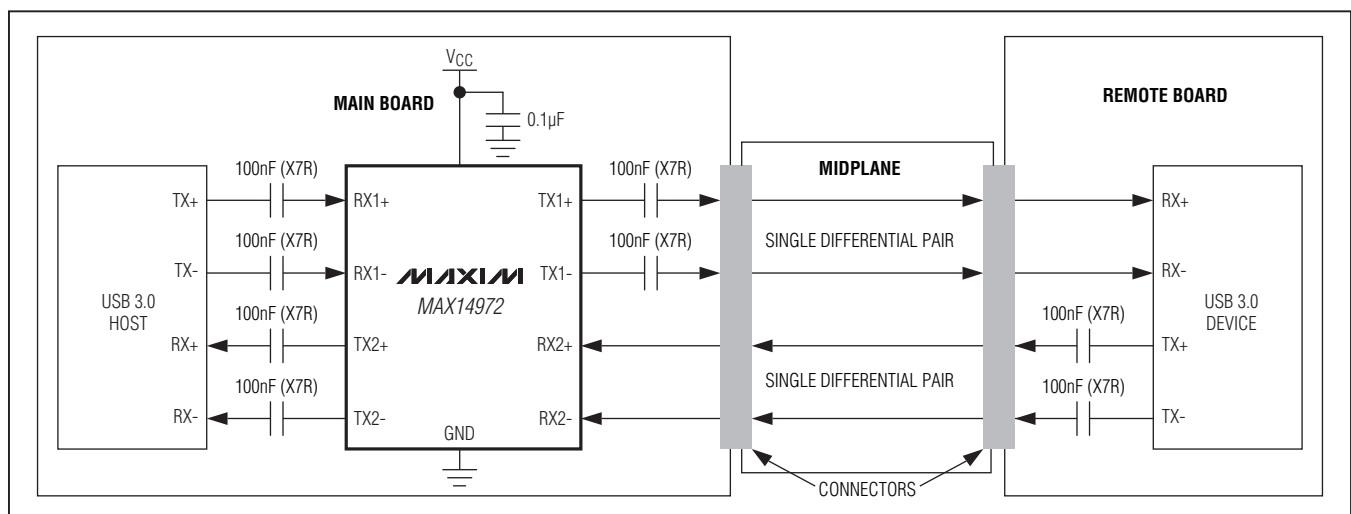 VCC
MAIN BOARD
0.1µF
REMOTE BOARD
MIDPLANE
100nF (X7R)
100nF (X7R)
TX+
RX1+
TX1+
RX+
100nF (X7R)
100nF (X7R)
SINGLE DIFFERENTIAL PAIR
TX-
RX1-
MAXIM
TX1-
RX-
MAX14972
USB 3.0
HOST
USB 3.0
DEVICE
100nF (X7R)
100nF (X7R)
RX+
TX2+
RX2+
TX+
100nF (X7R)
100nF (X7R)
SINGLE DIFFERENTIAL PAIR
RX-
TX2-
RX2-
TX-
GND
CONNECTORS